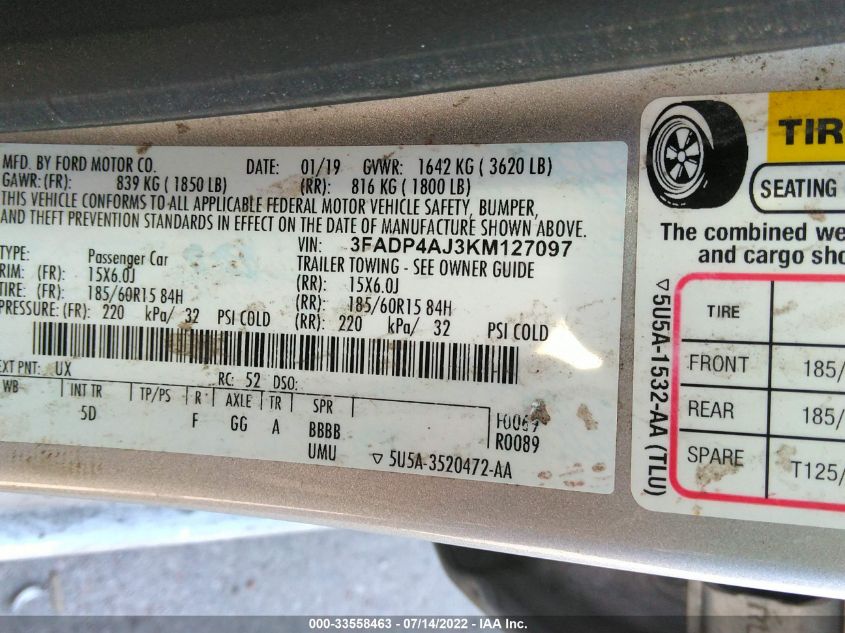 MFD. BY FORD MOTOR CO. DATE: 01/19 GVWR: 1642 KG ( 3620 LB)
GAWR: (FR): 839 KG ( 1850 LB) (RR): 816 KG ( 1800 LB)
THIS VEHICLE CONFORMS TO ALL APPLICABLE FEDERAL MOTOR VEHICLE SAFETY, BUMPER,
AND THEFT PREVENTION STANDARDS IN EFFECT ON THE DATE OF MANUFACTURE SHOWN ABOVE.
VIN: 3FADP4AJ3KM127097
TYPE: Passenger Car TRAILER TOWING - SEE OWNER GUIDE
RIM: (FR): 15X6.0J (RR): 15X6.0J
TIRE: (FR): 185/60R15 84H (RR): 185/60R15 84H
PRESSURE: (FR): 220 kPa/ 32 PSI COLD (RR): 220 kPa/ 32 PSI COLD
EXT PNT: UX RC: 52 DSO:
WB INT TR TP/PS R AXLE TR SPR
5D F GG A BBBB
UMU
R0089
▽ 5U5A-3520472-AA
TIR
SEATING
The combined we
and cargo sho
▽ 5U5A-1532-AA (TLU)
TIRE
FRONT 185/
REAR 185/
SPARE T125/
000-33558463 - 07/14/2022 - IAA Inc.